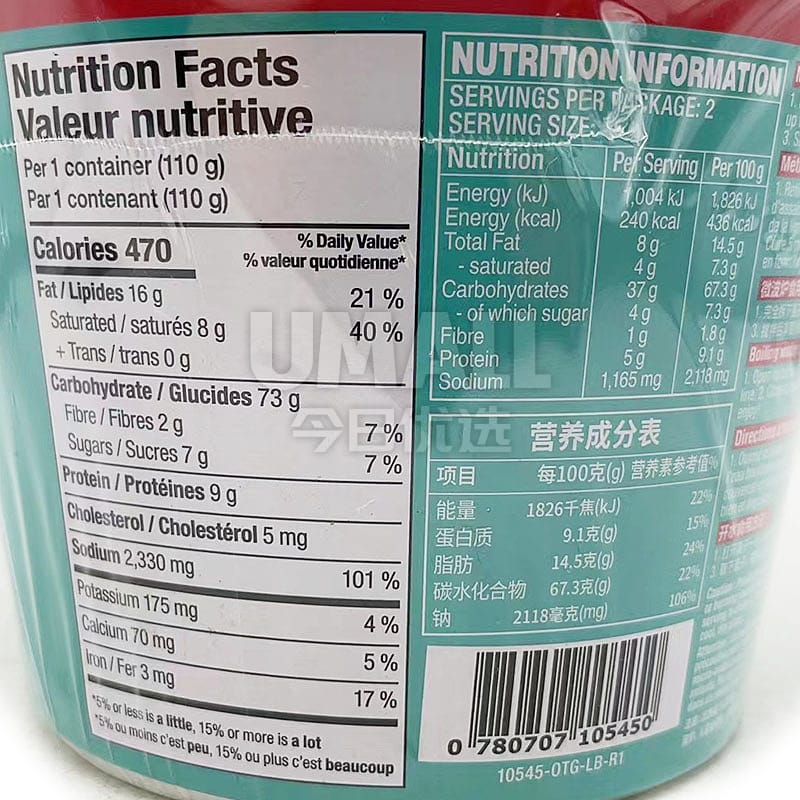 Nutrition Facts
Valeur nutritive
Per 1 container (110 g)
Par 1 contenant (110 g)
Calories 470
% Daily Value*
% valeur quotidienne*
Fat / Lipides 16 g 21 %
Saturated / saturés 8 g 40 %
+ Trans / trans 0 g
Carbohydrate / Glucides 73 g
Fibre / Fibres 2 g 7 %
Sugars / Sucres 7 g 7 %
Protein / Protéines 9 g
Cholesterol / Cholestérol 5 mg
Sodium 2,330 mg 101 %
Potassium 175 mg 4 %
Calcium 70 mg 5 %
Iron / Fer 3 mg 17 %
*5% or less is a little, 15% or more is a lot
*5% ou moins c'est peu, 15% ou plus c'est beaucoup
NUTRITION INFORMATION
SERVINGS PER PACKAGE: 2
SERVING SIZE:
Nutrition Per Serving Per 100 g
Energy (kJ) 1,004 kJ 1,826 kJ
Energy (kcal) 240 kcal 436 kcal
Total Fat 8 g 14.5 g
- saturated 4 g 7.3 g
Carbohydrates 37 g 67.3 g
- of which sugar 4 g 7.3 g
Fibre 1 g 1.8 g
Protein 5 g 9.1 g
Sodium 1,165 mg 2,118 mg
营养成分表
项目 每100克(g) 营养素参考值%
能量 1826千焦(kJ) 22%
蛋白质 9.1克(g) 15%
脂肪 14.5克(g) 24%
碳水化合物 67.3克(g) 22%
钠 2118毫克(mg) 106%
0 780707 105450
10545-OTG-LB-R1
UMALL
今日优选